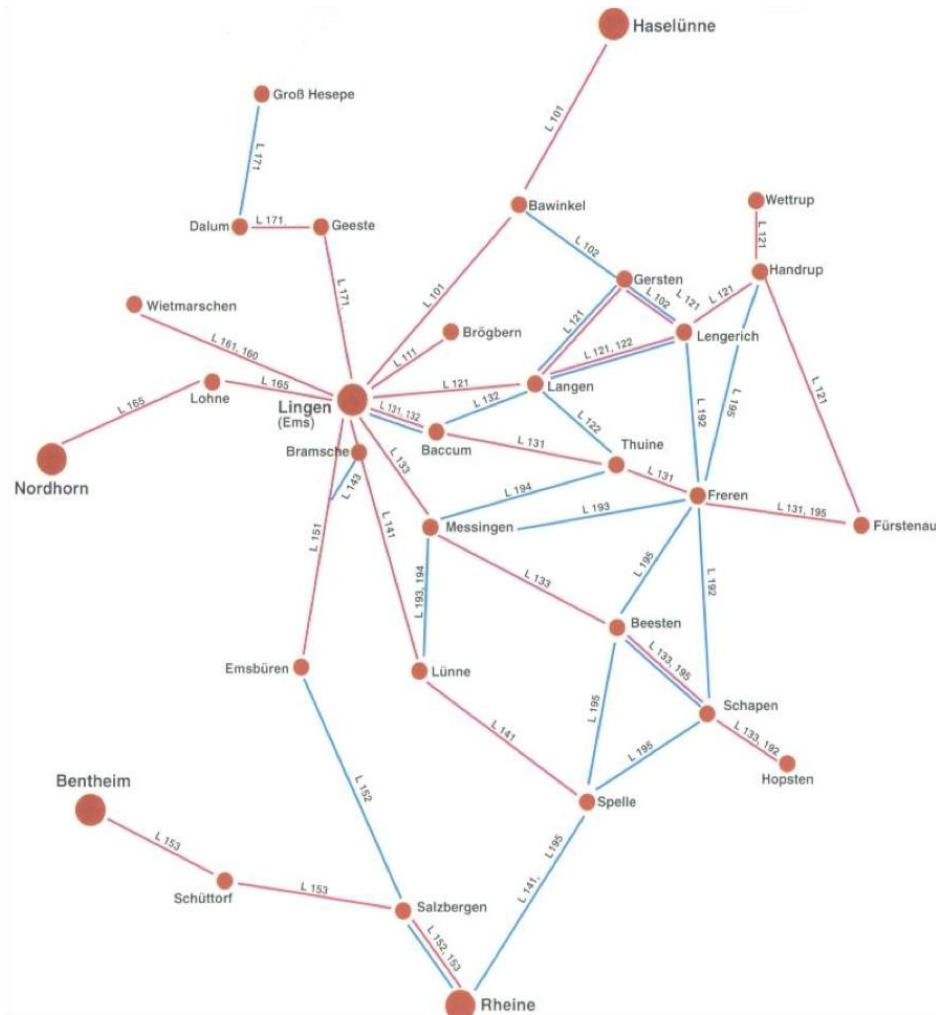 Haselünne
Groß Hesepe
L 101
L 171
Wettrup
Bawinkel
Dalum
L 171.
Geeste
L 102
L 121
Handrup
Gersten
L 171.
L 101
L 102
L 121
L 121
Wietmarschen
Brögbern
Lengerich
L 121
L 161, 160
L 111
L 121, 122
L 165
Lohne
L 121
Langen
L 195
L 121
L 165
Lingen
(Ems)
L 131, 132
L 132
L 122
L 192
Baccum
Bramsche
L 131
Thuine
Nordhorn
L 133
L 131
L 143
L 194
Freren
L 193
L 131, 195
Messingen
Fürstenau
L 151
L 141
L 195
L 133
L 193, 194
L 192
Beesten
Emsbüren
Lünne
L 133, 195
Schapen
L 195
L 141
L 195
L 133, 192
Hopsten
Bentheim
L 152
Spelle
L 153
L 195
L 141,
L 153
Schüttorf
Salzbergen
L 152, 153
Rheine